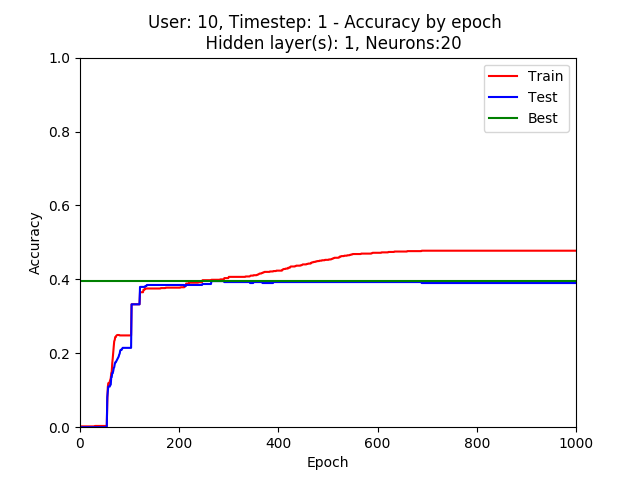 User: 10, Timestep: 1 - Accuracy by epoch
Hidden layer(s): 1, Neurons:20
Train
Test
Best
1.0
0.8
0.6
0.4
0.2
0.0
Accuracy
0 200 400 600 800 1000
Epoch